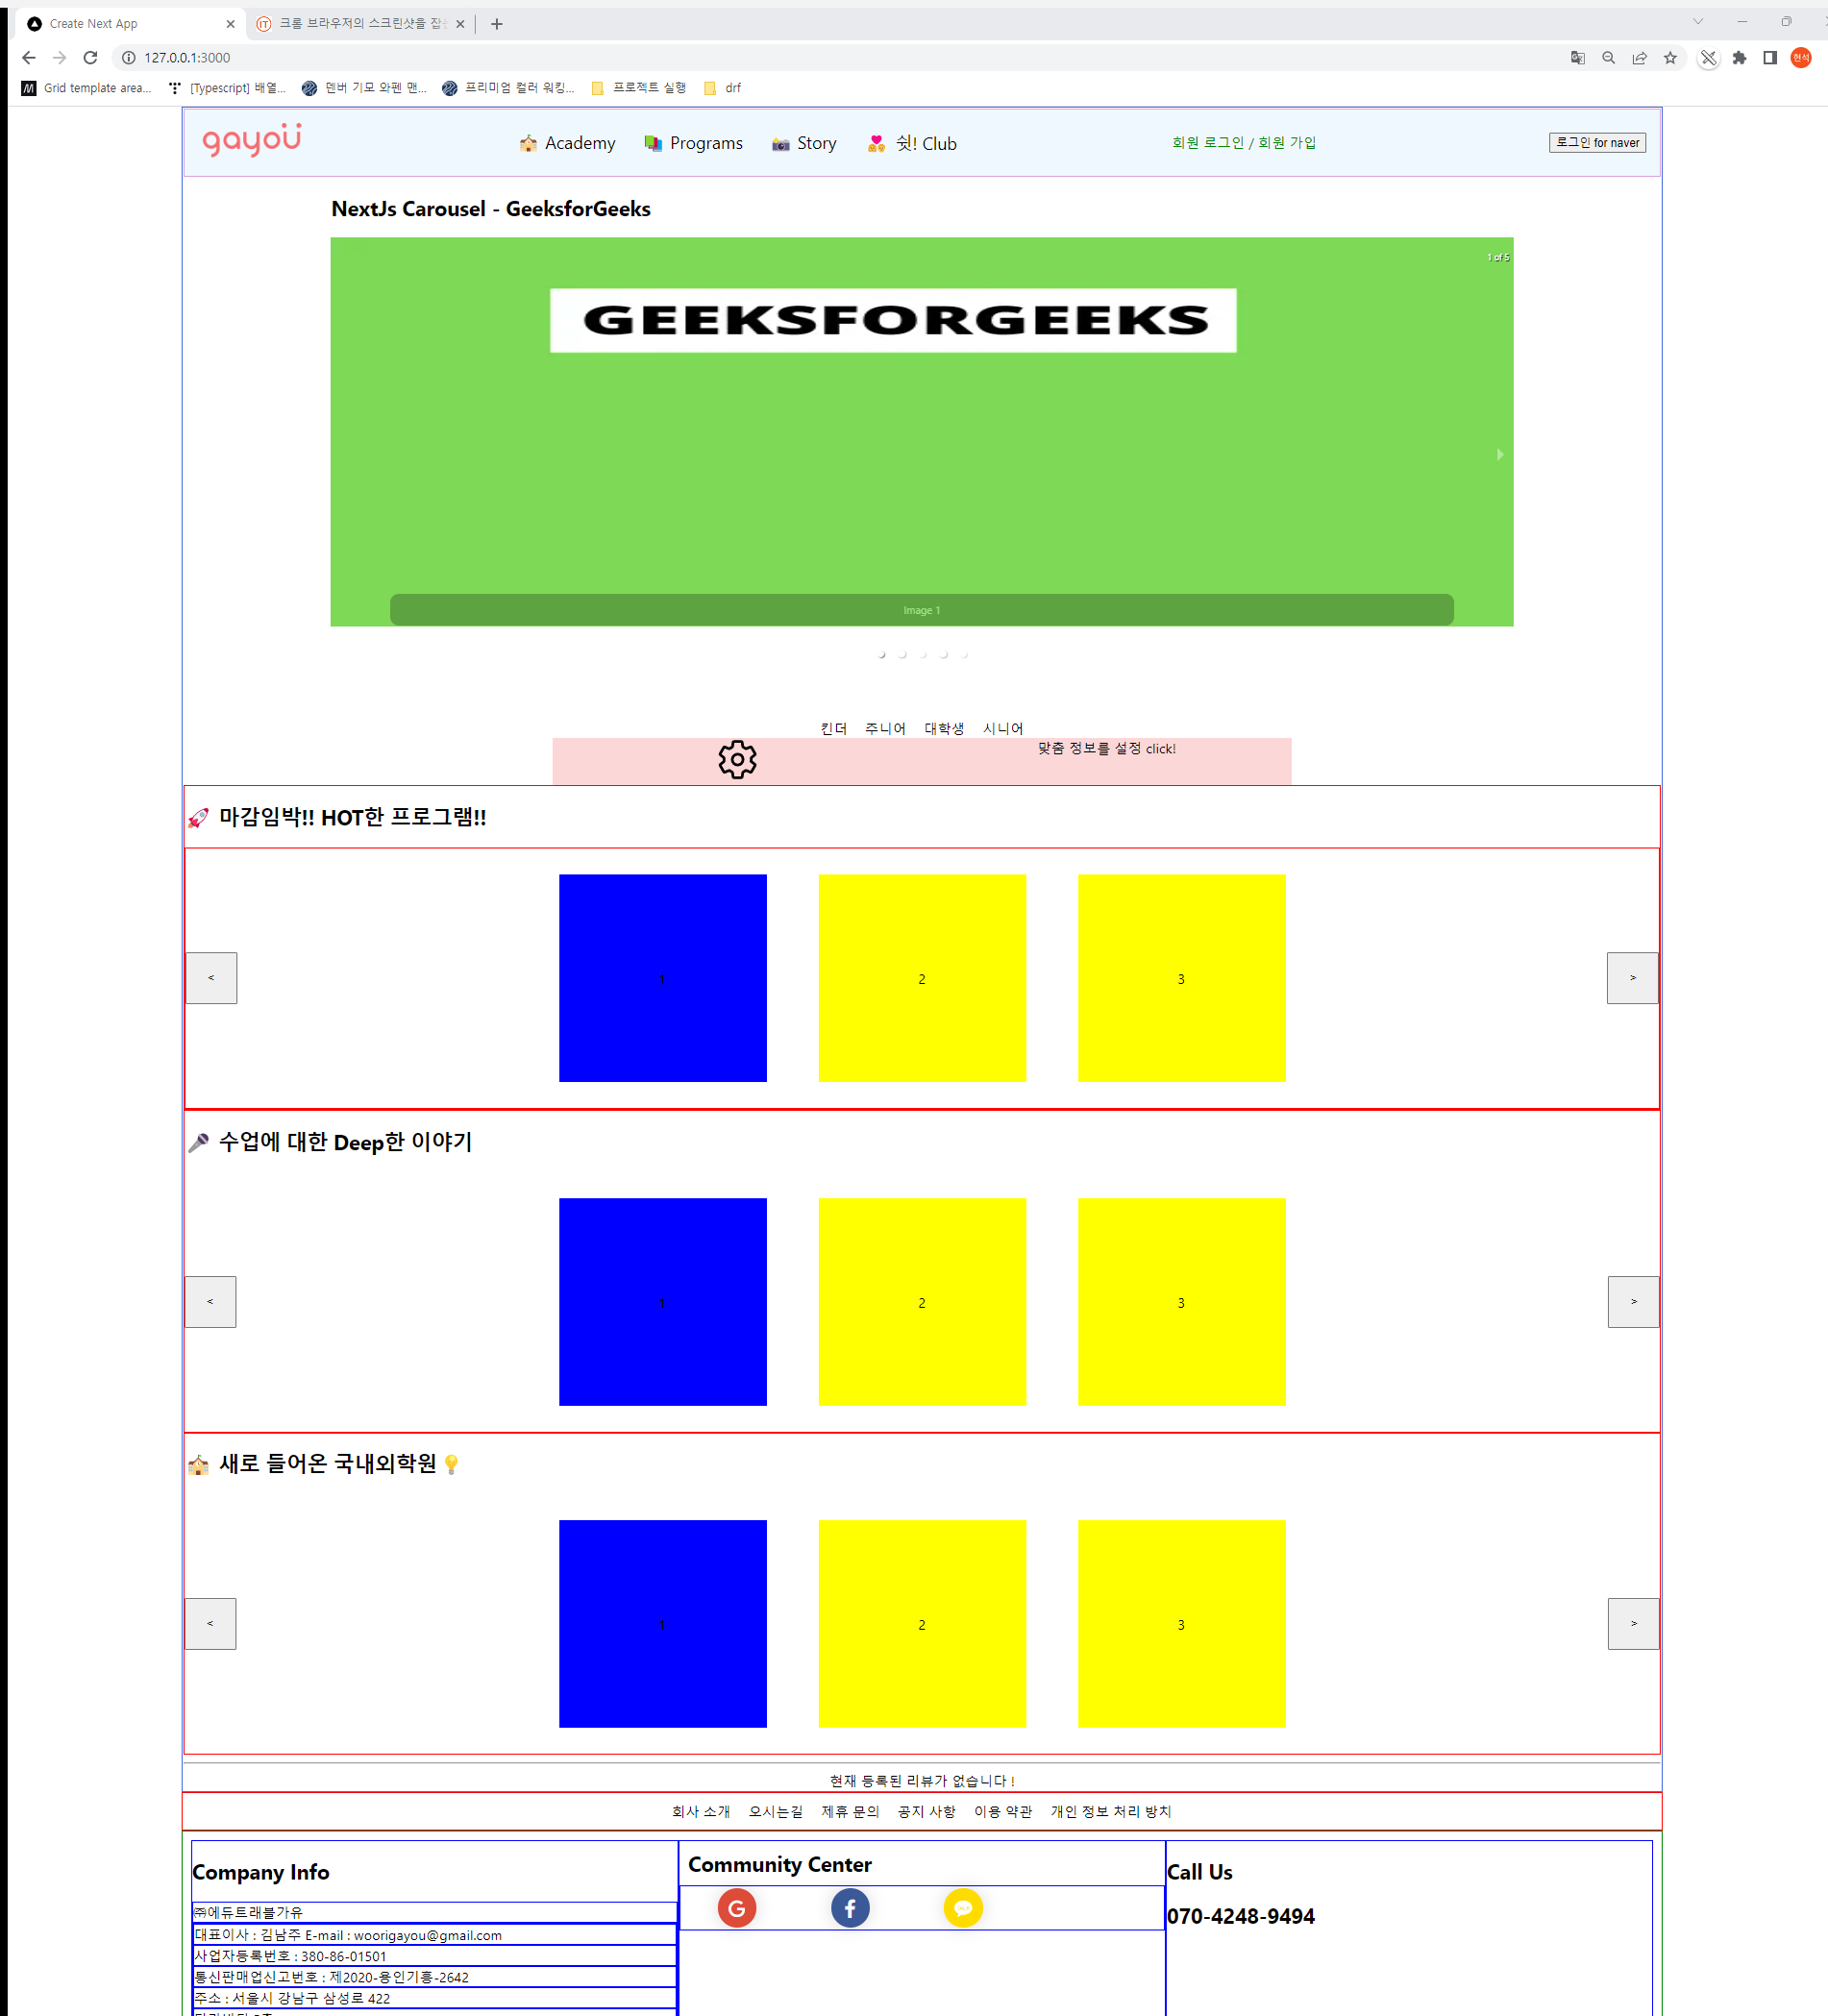 Create Next App
크롬 브라우저의 스크린샷을 잡는
127.0.0.1:3000
현석
Grid template area...
[Typescript] 배열...
덴버 기모 와펜 맨...
프리미엄 컬러 워킹...
프로젝트 실행
drf
gayoü
Academy
Programs
Story
쉿! Club
회원 로그인 / 회원 가입
로그인 for naver
NextJs Carousel - GeeksforGeeks
1 of 5
GEEKSFORGEEKS
Image 1
킨더 주니어 대학생 시니어
맞춤 정보를 설정 click!
마감임박!! HOT한 프로그램!!
< 1 2 3 >
수업에 대한 Deep한 이야기
< 1 2 3 >
새로 들어온 국내외학원
< 1 2 3 >
현재 등록된 리뷰가 없습니다 !
회사 소개 오시는길 제휴 문의 공지 사항 이용 약관 개인 정보 처리 방치
Company Info
㈜에듀트래블가유
대표이사 : 김남주 E-mail : woorigayou@gmail.com
사업자등록번호 : 380-86-01501
통신판매업신고번호 : 제2020-용인기흥-2642
주소 : 서울시 강남구 삼성로 422
Community Center
Call Us
070-4248-9494